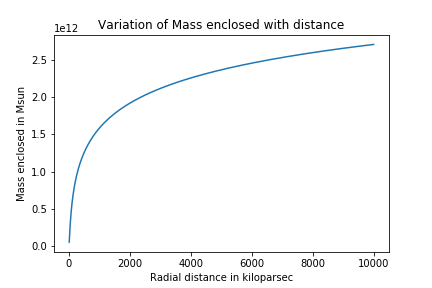 Variation of Mass enclosed with distance
1e12
2.5
2.0
1.5
1.0
0.5
0.0
Mass enclosed in Msun
0 2000 4000 6000 8000 10000
Radial distance in kiloparsec